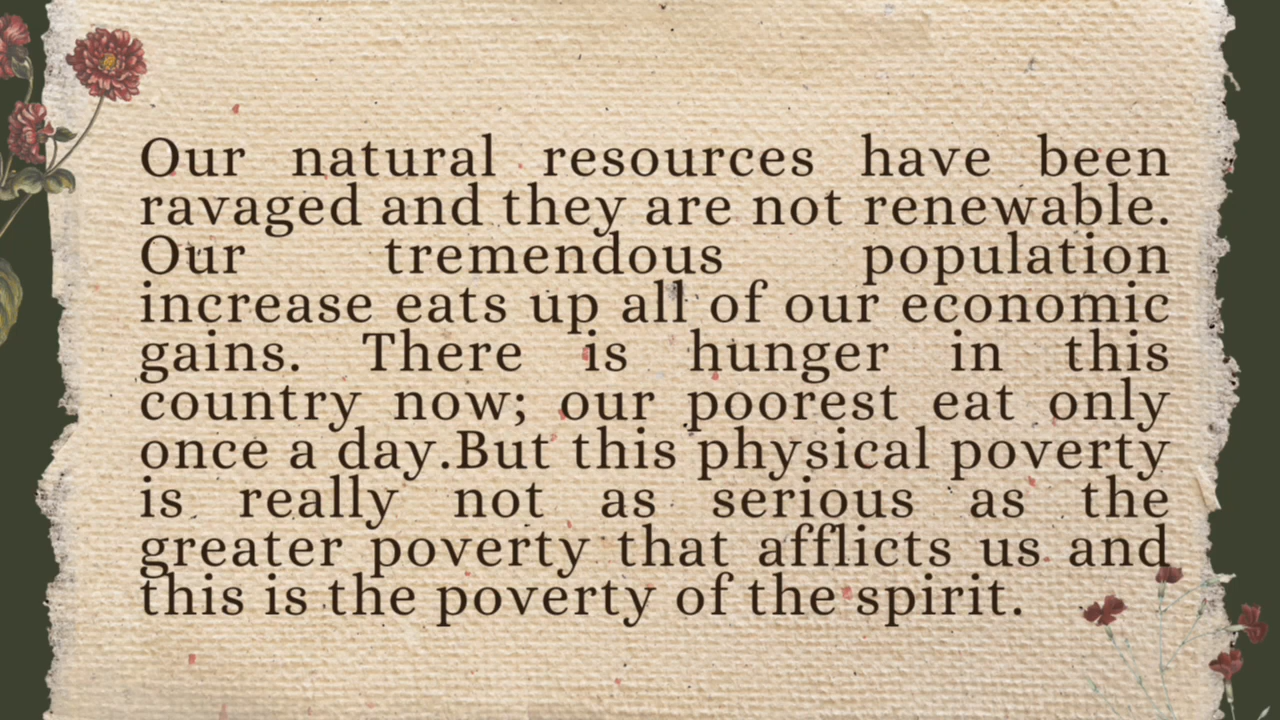 Our natural resources have been
ravaged and they are not renewable.
Our tremendous population
increase eats up all of our economic
gains. There is hunger in this
country now; our poorest eat only
once a day.But this physical poverty
is really not as serious as the
greater poverty that afflicts us and
this is the poverty of the spirit.